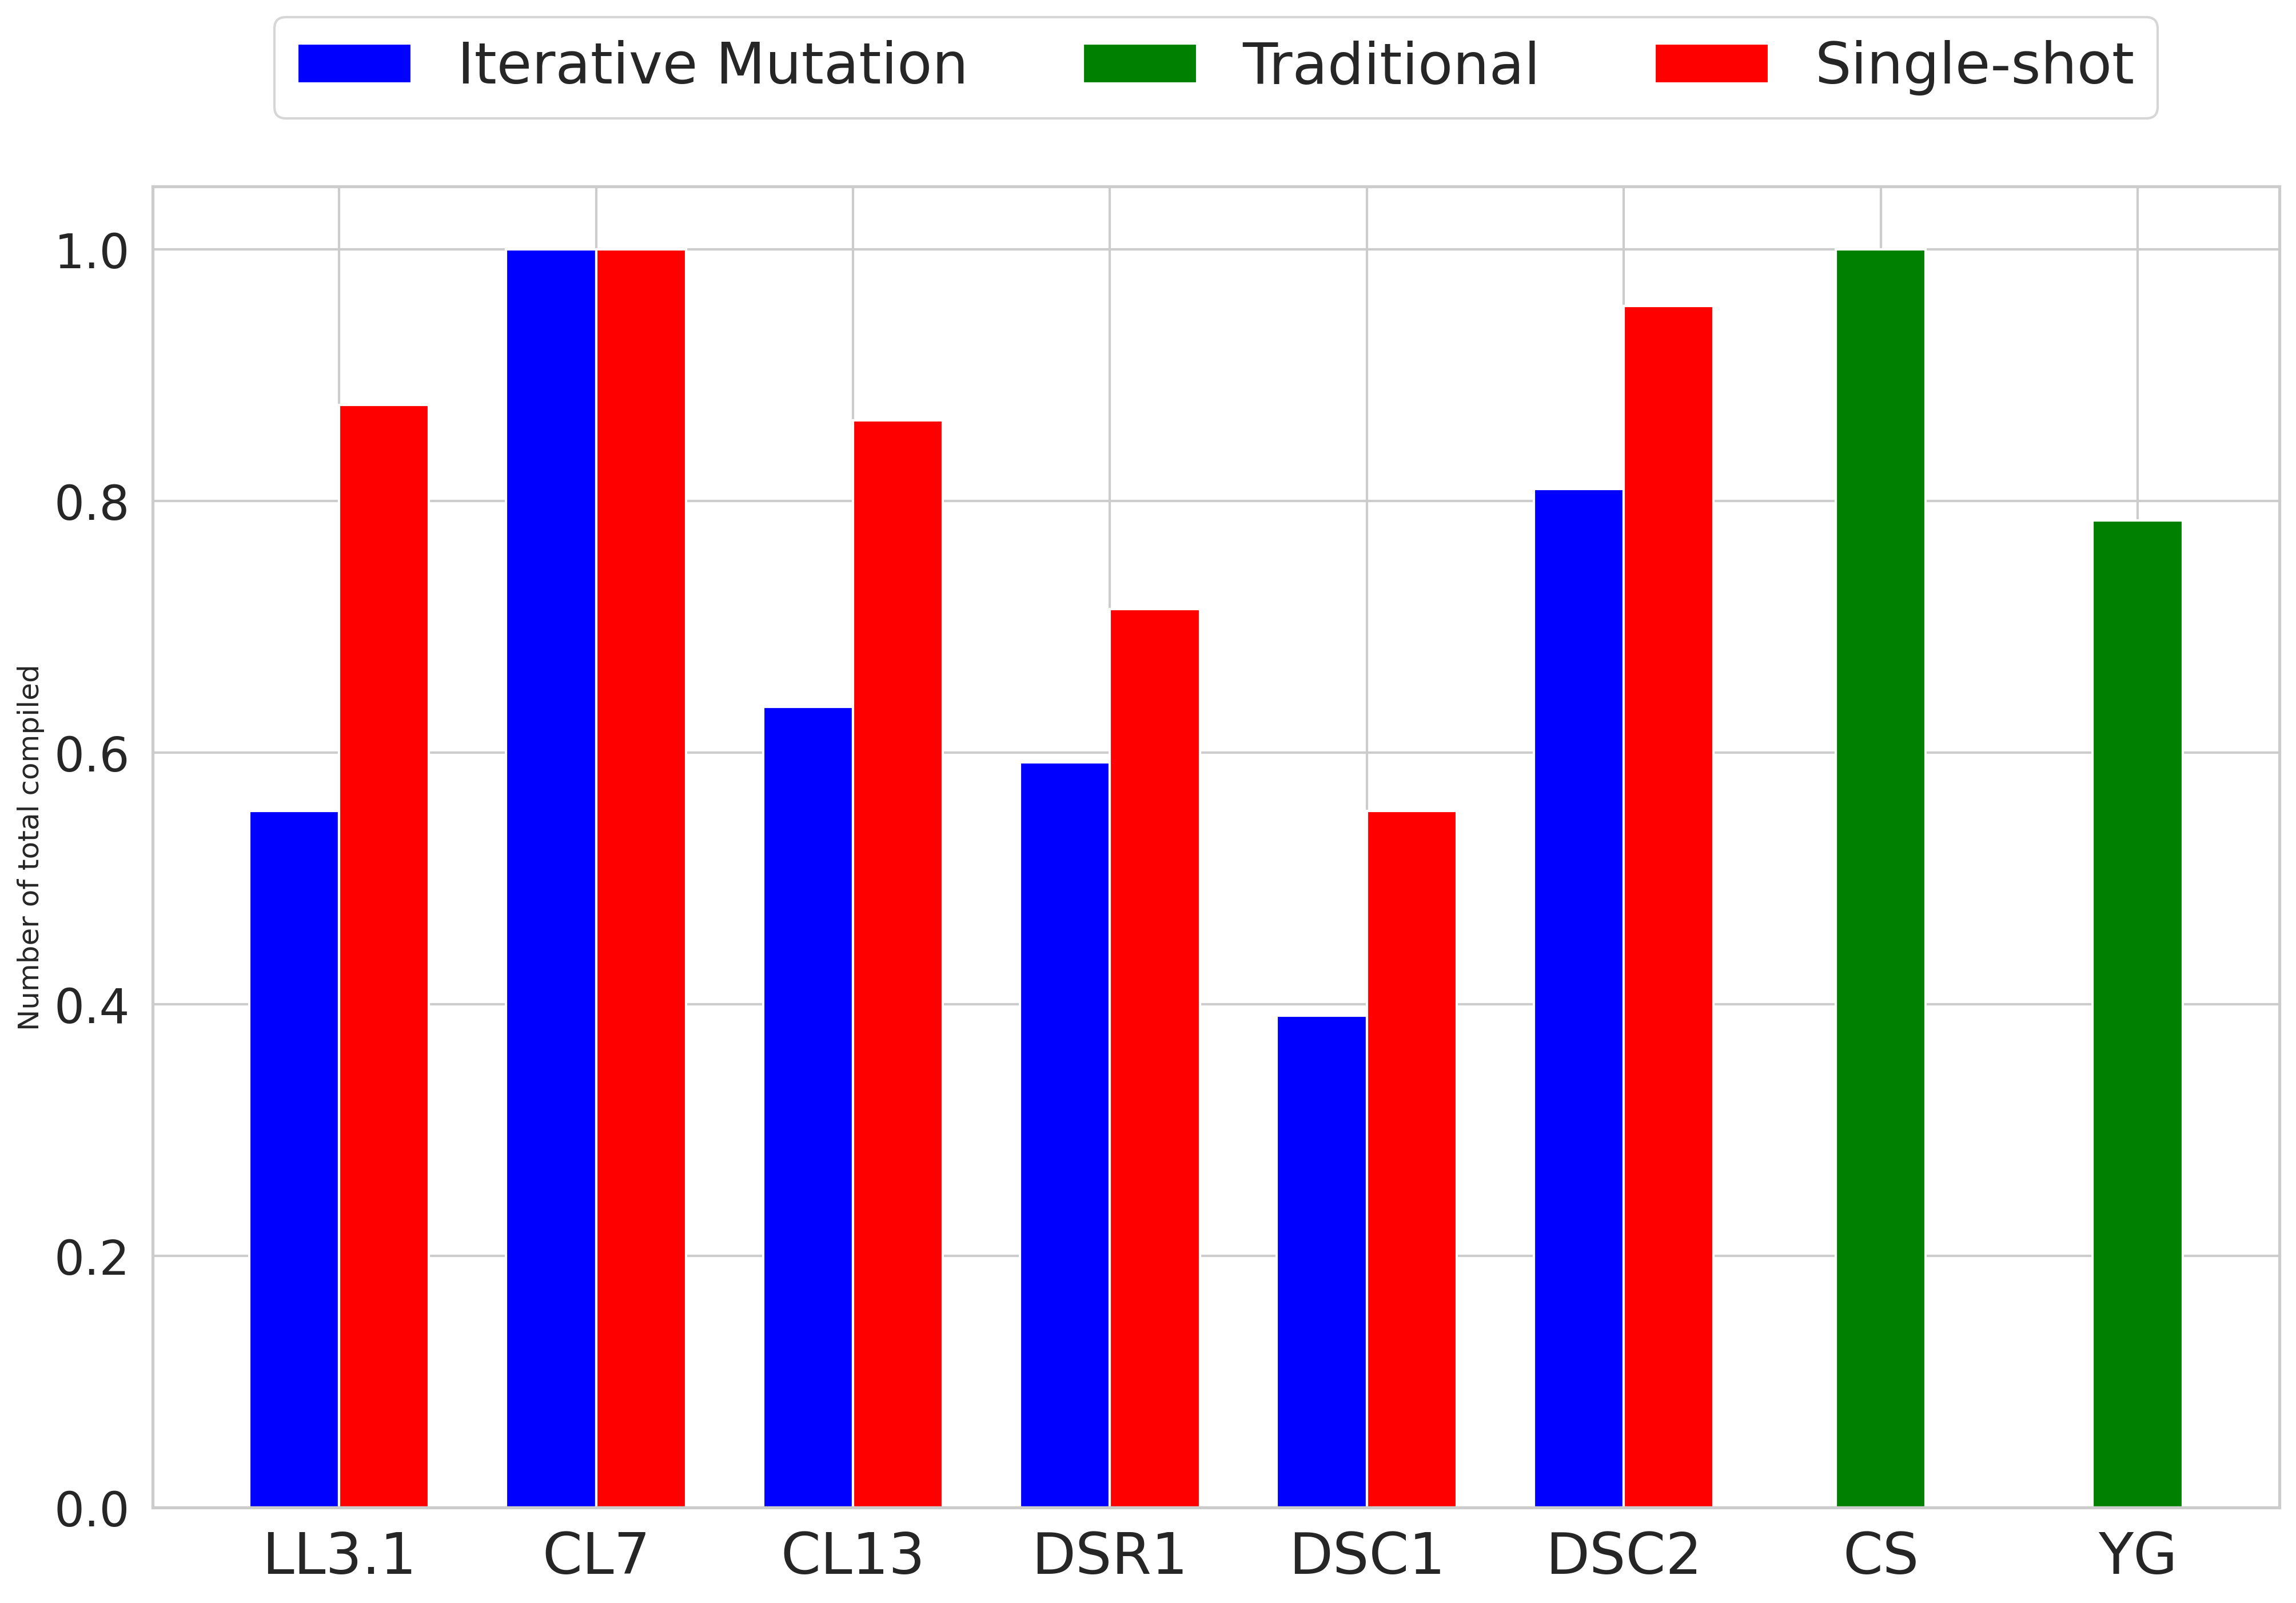 Iterative Mutation Traditional Single-shot
1.0
0.8
0.6
0.4
0.2
0.0
Number of total compiled
LL3.1 CL7 CL13 DSR1 DSC1 DSC2 CS YG